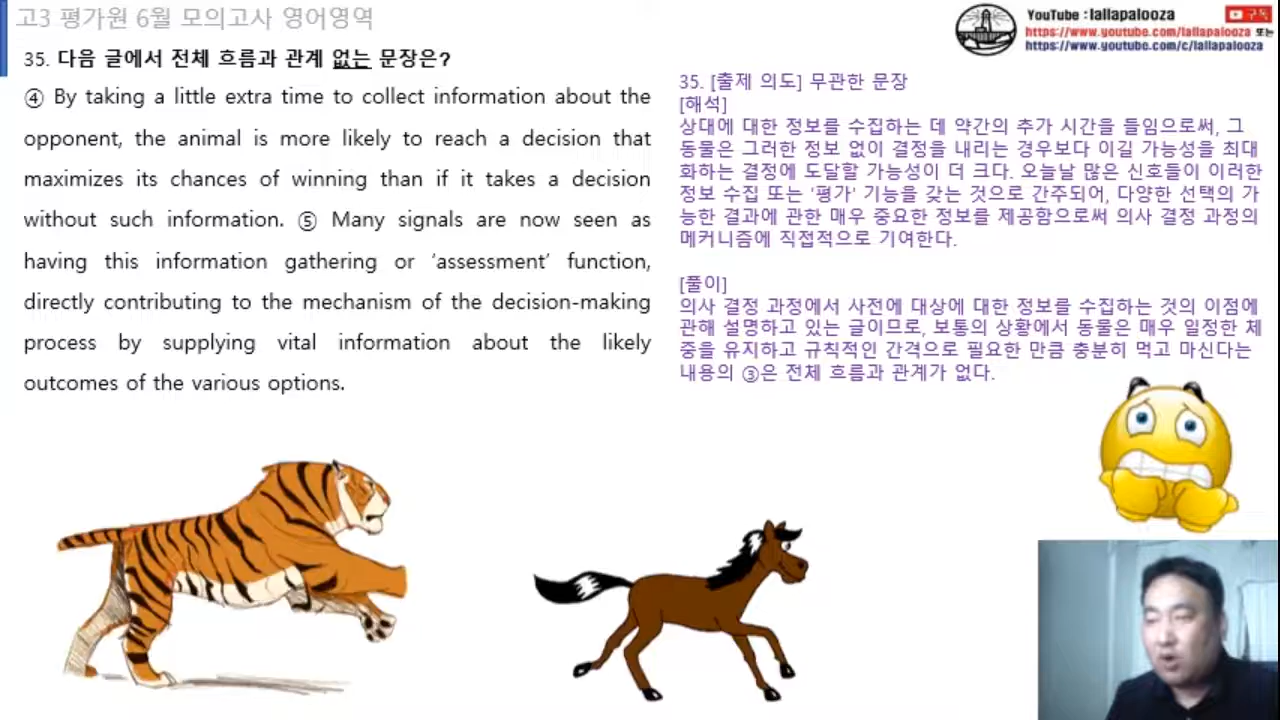 고3 평가원 6월 모의고사 영어영역
YouTube : lallapalooza
구독
https://www.youtube.com/lallapalooza 또는
https://www.youtube.com/c/lallapalooza
35. 다음 글에서 전체 흐름과 관계 없는 문장은?
④ By taking a little extra time to collect information about the
opponent, the animal is more likely to reach a decision that
maximizes its chances of winning than if it takes a decision
without such information. ⑤ Many signals are now seen as
having this information gathering or ‘assessment’ function,
directly contributing to the mechanism of the decision-making
process by supplying vital information about the likely
outcomes of the various options.
35. [출제 의도] 무관한 문장
[해석]
상대에 대한 정보를 수집하는 데 약간의 추가 시간을 들임으로써, 그
동물은 그러한 정보 없이 결정을 내리는 경우보다 이길 가능성을 최대
화하는 결정에 도달할 가능성이 더 크다. 오늘날 많은 신호들이 이러한
정보 수집 또는 '평가' 기능을 갖는 것으로 간주되어, 다양한 선택의 가
능한 결과에 관한 매우 중요한 정보를 제공함으로써 의사 결정 과정의
메커니즘에 직접적으로 기여한다.
[풀이]
의사 결정 과정에서 사전에 대상에 대한 정보를 수집하는 것의 이점에
관해 설명하고 있는 글이므로, 보통의 상황에서 동물은 매우 일정한 체
중을 유지하고 규칙적인 간격으로 필요한 만큼 충분히 먹고 마신다는
내용의 ③은 전체 흐름과 관계가 없다.